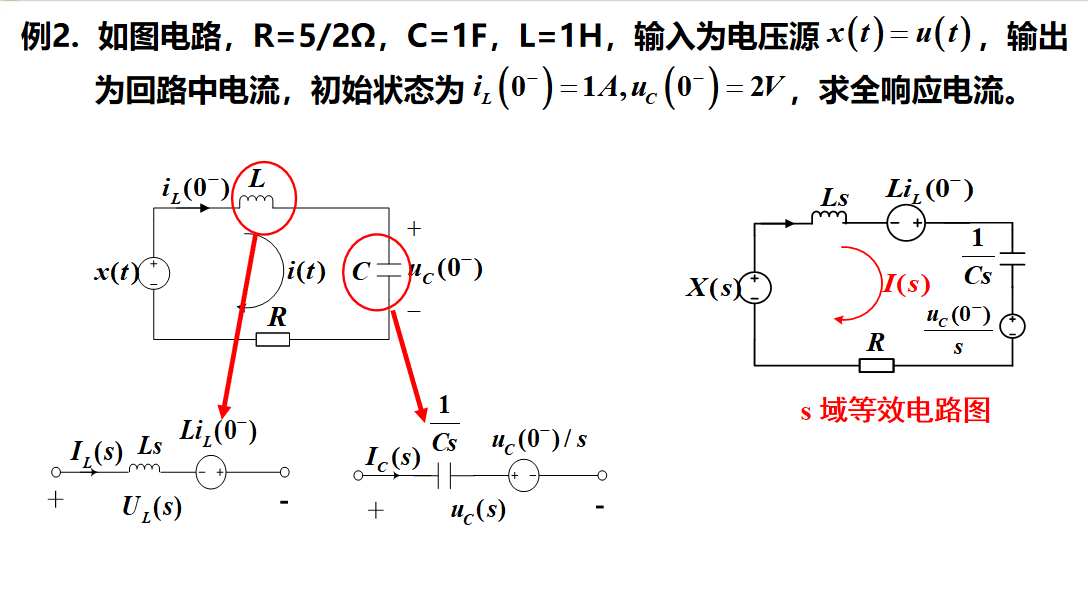 例2. 如图电路，R=5/2Ω，C=1F，L=1H，输入为电压源 x(t)=u(t)，输出
为回路中电流，初始状态为 i_L(0⁻)=1A,u_C(0⁻)=2V，求全响应电流。
i_L(0⁻) L
+
x(t) + − i(t) C u_C(0⁻)
−
R
Ls Li_L(0⁻)
− +
1
Cs
X(s) + − I(s)
u_C(0⁻)
s
+ −
R
s 域等效电路图
I_L(s) Ls Li_L(0⁻)
− +
+ U_L(s) -
1
Cs
I_C(s) u_C(0⁻)/s
+ −
+ u_C(s) -